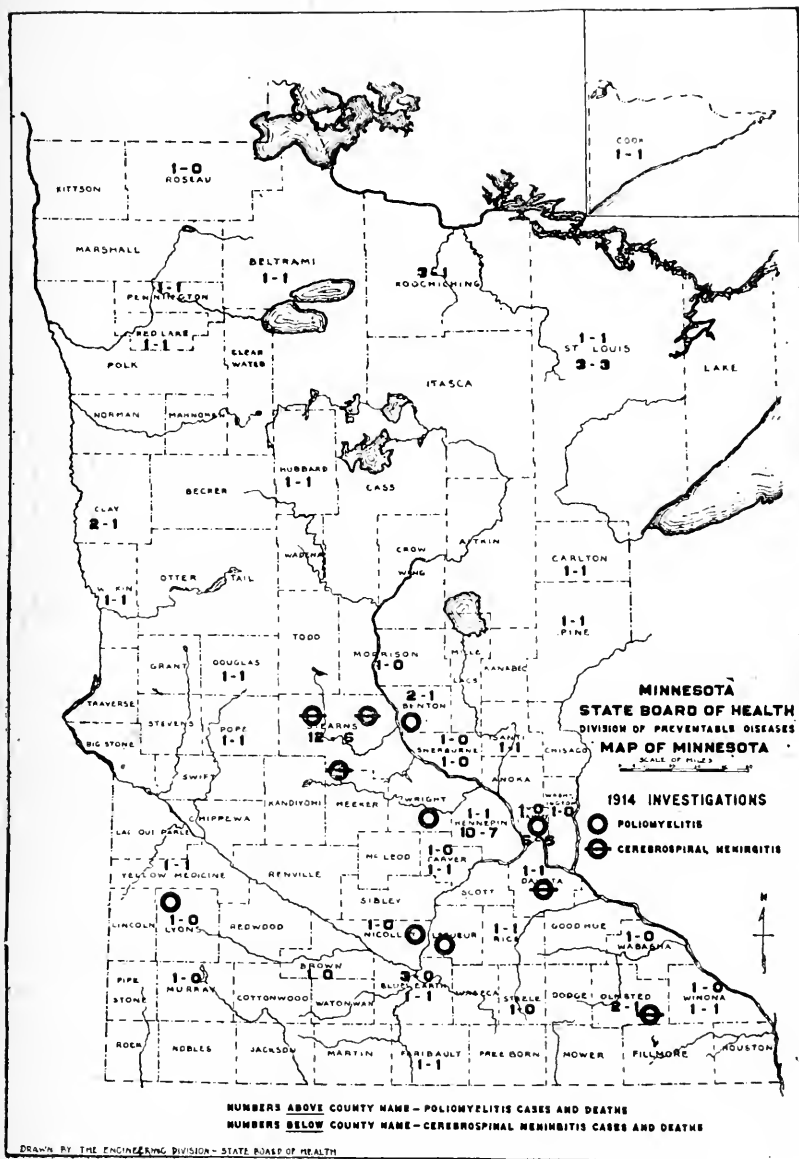 COOK
1-1
1-0
ROSEAU
KITTSON
MARSHALL
BELTRAMI
1-1
3-1
KOOCHICHING
1-1
PENNINGTON
RED LAKE
1-1
CLEAR
WATER
POLK
1-1
ST LOUIS
3-3
LAKE
ITASCA
NORMAN
MAHNOMEN
HUBBARD
1-1
CASS
BECKER
CLAY
2-1
WADENA
CROW
WING
AITKIN
CARLTON
1-1
OTTER TAIL
W. KIN
1-1
1-1
PINE
TODD
MORRISON
1-0
MILLE
LACS
KANABEC
GRANT
DOUGLAS
1-1
TRAVERSE
STEVENS
POPE
1-1
STEARNS
12-6
2-1
BENTON
BIG STONE
1-0
SHERBURNE
1-0
ISANTI
1-1
CHISAGO
MINNESOTA
STATE BOARD OF HEALTH
DIVISION OF PREVENTABLE DISEASES
MAP OF MINNESOTA
SCALE OF MILES
SWIFT
ANOKA
KANDIYOHI
MEEKER
WRIGHT
1-1
HENNEPIN
10-7
1-0
WASHINGTON
1-0
1914 INVESTIGATIONS
POLIOMYELITIS
CEREBROSPINAL MENINGITIS
CHIPPEWA
LAC QUI PARLE
1-1
YELLOW MEDICINE
RENVILLE
MC LEOD
1-0
CARVER
1-1
SCOTT
1-1
DAKOTA
SIBLEY
LINCOLN
1-0
LYONS
REDWOOD
1-0
NICOLLET
LESUEUR
1-1
RICE
GOODHUE
1-0
WABASHA
N
PIPE
STONE
1-0
MURRAY
COTTONWOOD
BROWN
1-0
WATONWAN
3-0
BLUE EARTH
1-1
WASECA
STEELE
1-0
DODGE
OLMSTED
2-1
1-0
WINONA
1-1
ROCK
NOBLES
JACKSON
MARTIN
FARIBAULT
1-1
FREEBORN
MOWER
FILLMORE
HOUSTON
NUMBERS ABOVE COUNTY NAME – POLIOMYELITIS CASES AND DEATHS
NUMBERS BELOW COUNTY NAME – CEREBROSPINAL MENINGITIS CASES AND DEATHS
DRAWN BY THE ENGINEERING DIVISION – STATE BOARD OF HEALTH